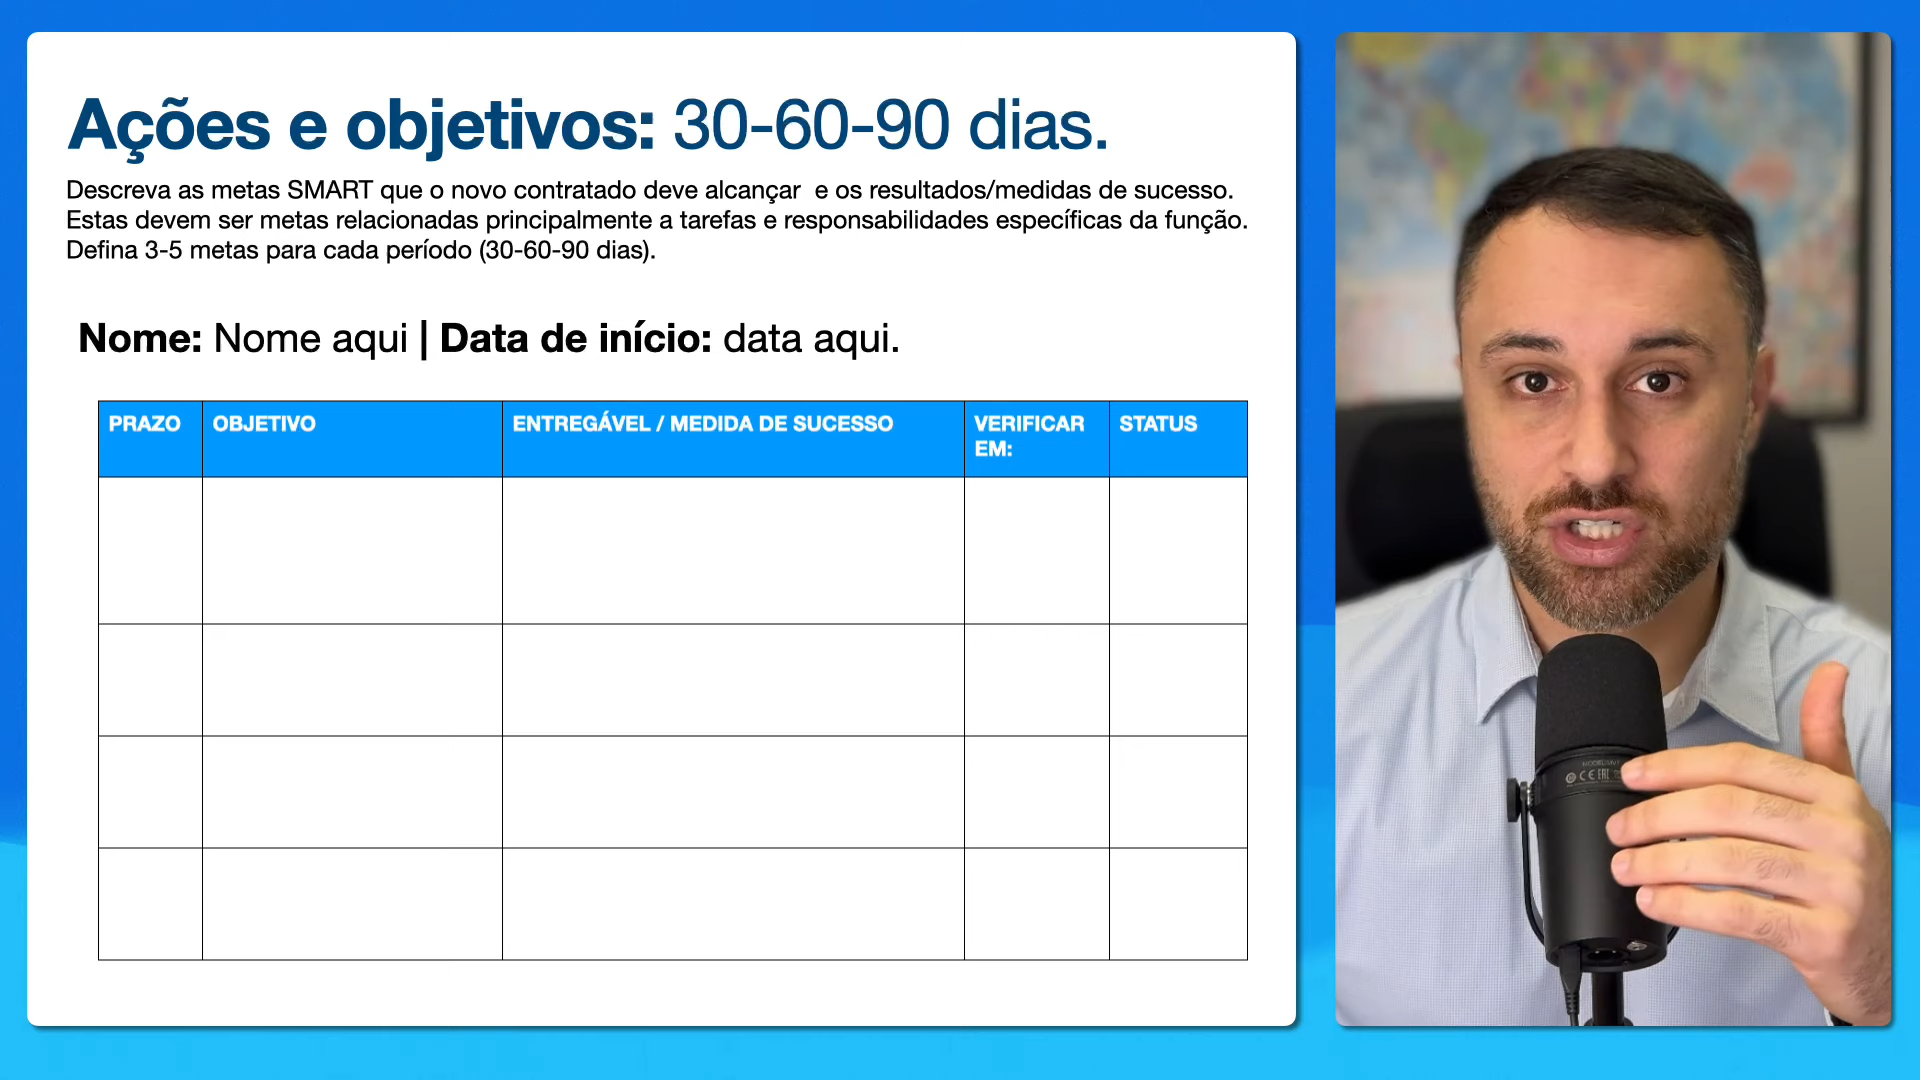 Ações e objetivos: 30-60-90 dias.
Descreva as metas SMART que o novo contratado deve alcançar  e os resultados/medidas de sucesso.
Estas devem ser metas relacionadas principalmente a tarefas e responsabilidades específicas da função.
Defina 3-5 metas para cada período (30-60-90 dias).
Nome: Nome aqui | Data de início: data aqui.
PRAZO
OBJETIVO
ENTREGÁVEL / MEDIDA DE SUCESSO
VERIFICAR
EM:
STATUS